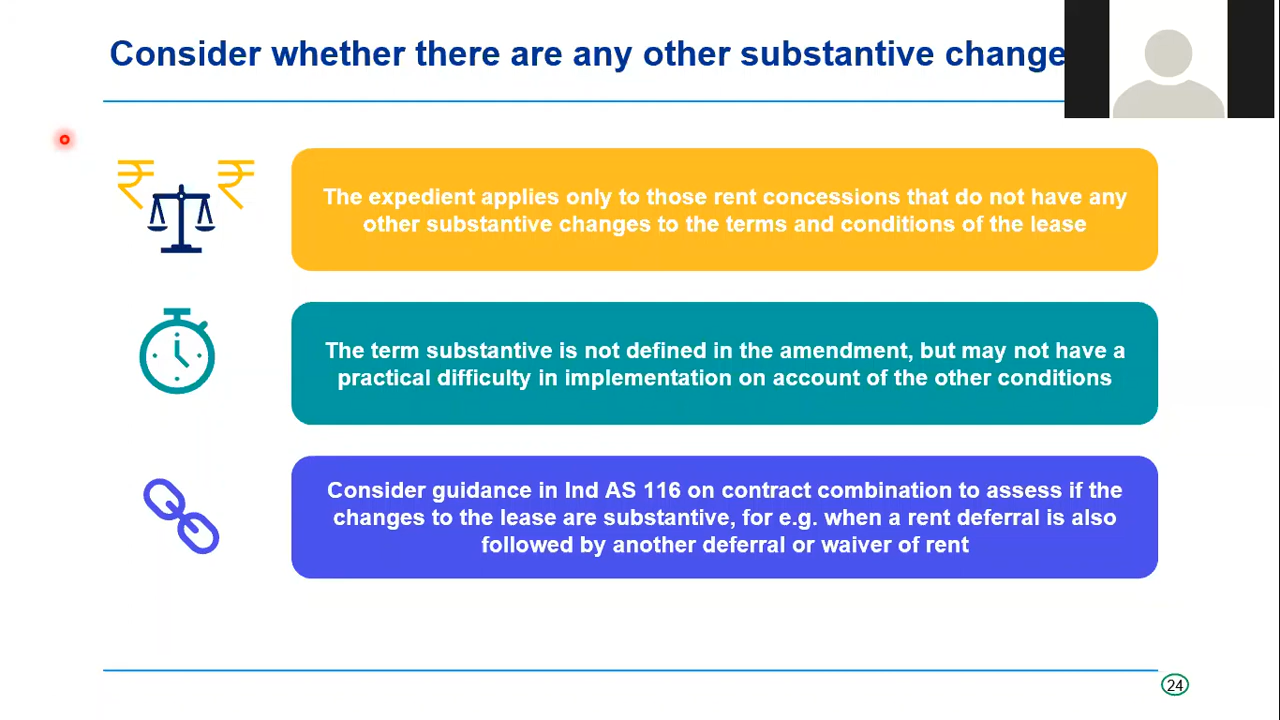 Consider whether there are any other substantive change
The expedient applies only to those rent concessions that do not have any
other substantive changes to the terms and conditions of the lease
The term substantive is not defined in the amendment, but may not have a
practical difficulty in implementation on account of the other conditions
Consider guidance in Ind AS 116 on contract combination to assess if the
changes to the lease are substantive, for e.g. when a rent deferral is also
followed by another deferral or waiver of rent
24